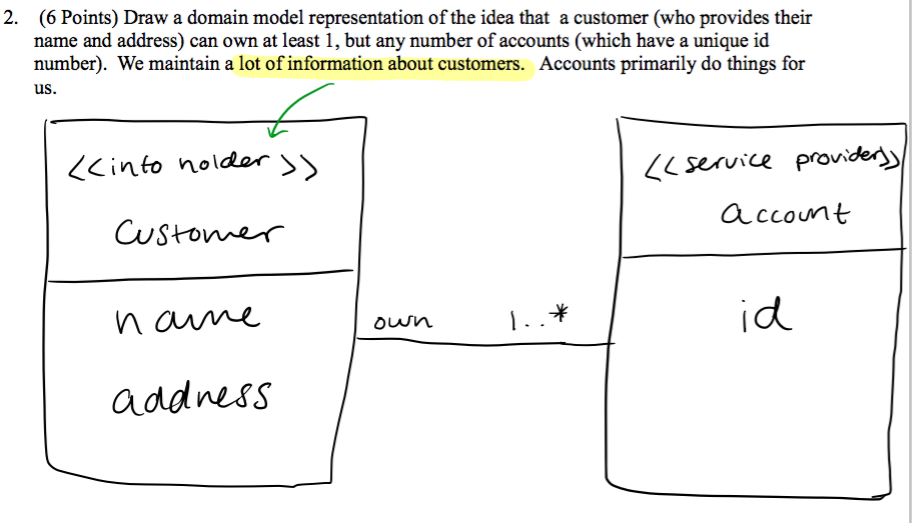 2. (6 Points) Draw a domain model representation of the idea that a customer (who provides their
name and address) can own at least 1, but any number of accounts (which have a unique id
number). We maintain a lot of information about customers. Accounts primarily do things for
us.
<<info holder>>
Customer
name
address
own 1..*
<<service provider>>
account
id